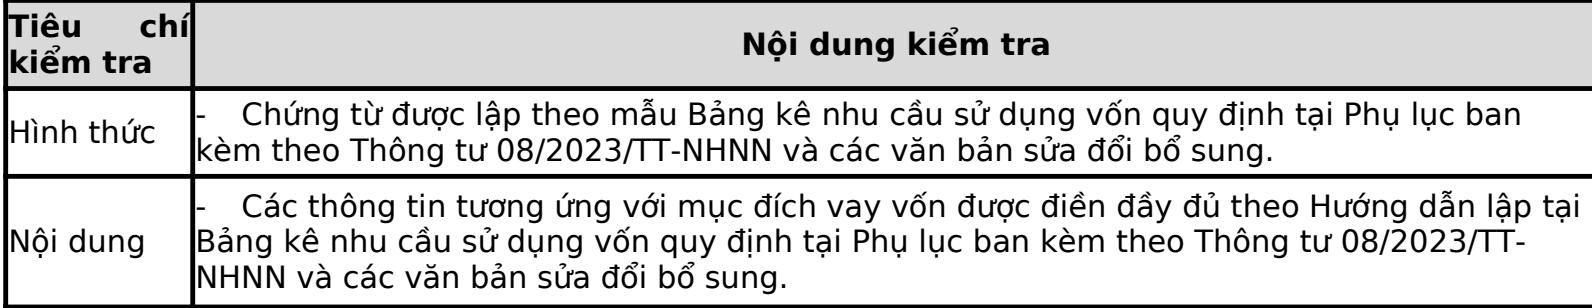 Tiêu chí
kiểm tra
Nội dung kiểm tra
Hình thức
- Chứng từ được lập theo mẫu Bảng kê nhu cầu sử dụng vốn quy định tại Phụ lục ban
kèm theo Thông tư 08/2023/TT-NHNN và các văn bản sửa đổi bổ sung.
Nội dung
- Các thông tin tương ứng với mục đích vay vốn được điền đầy đủ theo Hướng dẫn lập tại
Bảng kê nhu cầu sử dụng vốn quy định tại Phụ lục ban kèm theo Thông tư 08/2023/TT-
NHNN và các văn bản sửa đổi bổ sung.